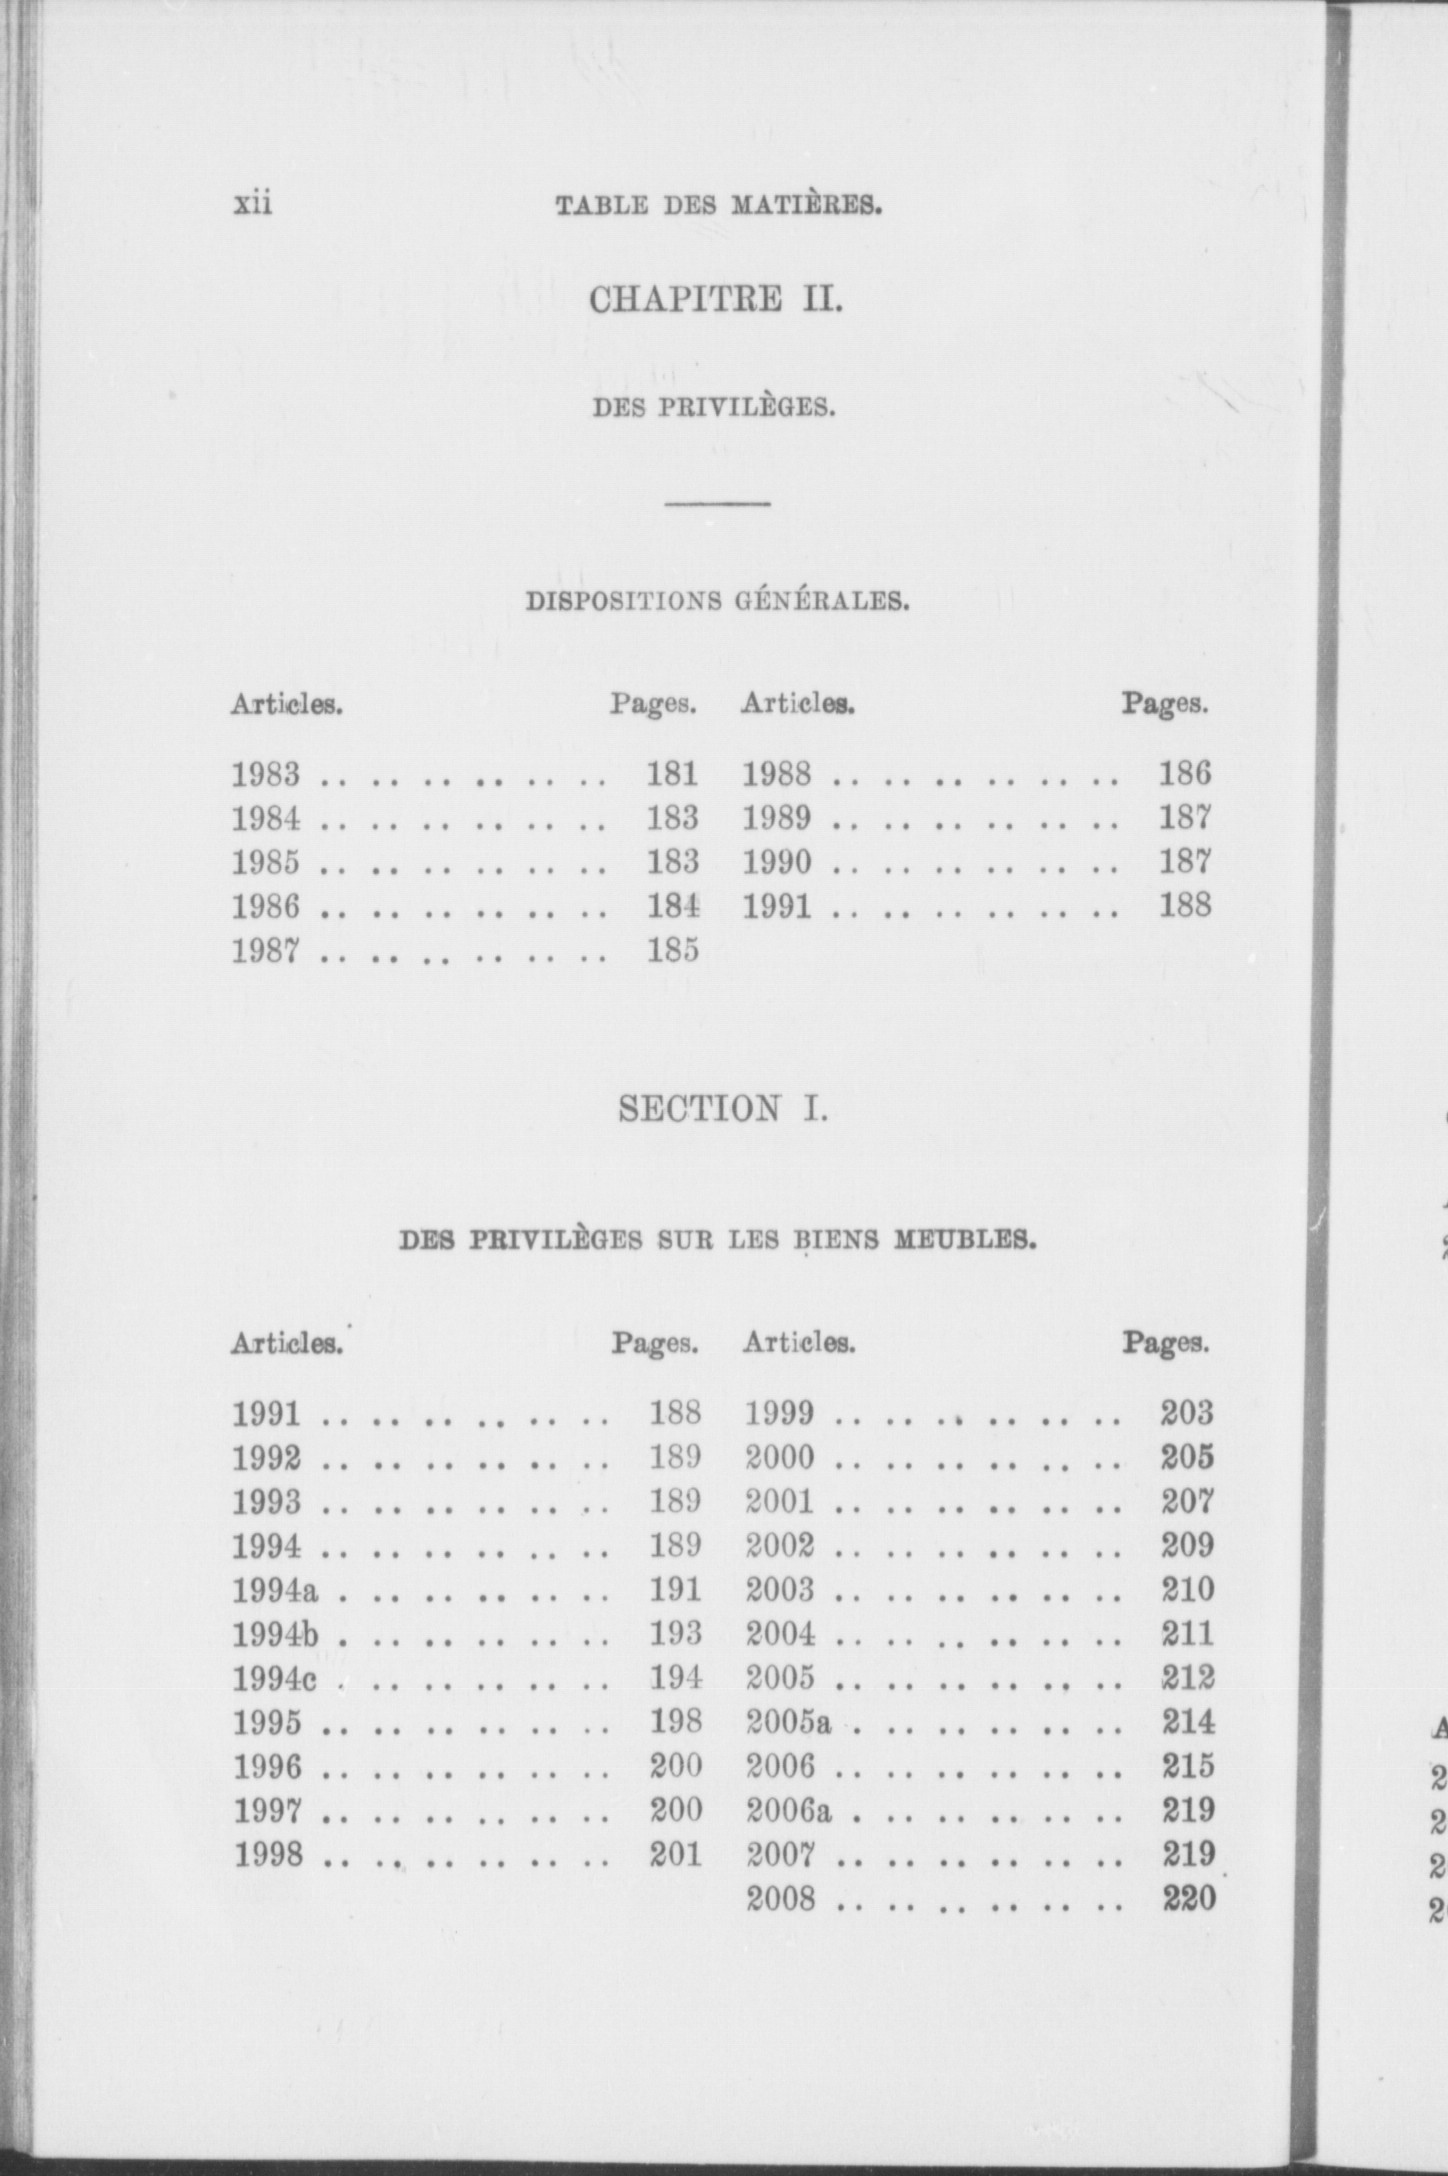 xii TABLE DES MATIÈRES.
CHAPITRE II.
DES PRIVILÈGES.
DISPOSITIONS GÉNÉRALES.
Articles. Pages. Articles. Pages.
1983 .. .. .. .. .. .. 181 1988 .. .. .. .. .. .. 186
1984 .. .. .. .. .. .. 183 1989 .. .. .. .. .. .. 187
1985 .. .. .. .. .. .. 183 1990 .. .. .. .. .. .. 187
1986 .. .. .. .. .. .. 184 1991 .. .. .. .. .. .. 188
1987 .. .. .. .. .. .. 185
SECTION I.
DES PRIVILÈGES SUR LES BIENS MEUBLES.
Articles. Pages. Articles. Pages.
1991 .. .. .. .. .. .. 188 1999 .. .. .. .. .. .. 203
1992 .. .. .. .. .. .. 189 2000 .. .. .. .. .. .. 205
1993 .. .. .. .. .. .. 189 2001 .. .. .. .. .. .. 207
1994 .. .. .. .. .. .. 189 2002 .. .. .. .. .. .. 209
1994a . .. .. .. .. .. 191 2003 .. .. .. .. .. .. 210
1994b . .. .. .. .. .. 193 2004 .. .. .. .. .. .. 211
1994c . .. .. .. .. .. 194 2005 .. .. .. .. .. .. 212
1995 .. .. .. .. .. .. 198 2005a . .. .. .. .. .. 214
1996 .. .. .. .. .. .. 200 2006 .. .. .. .. .. .. 215
1997 .. .. .. .. .. .. 200 2006a . .. .. .. .. .. 219
1998 .. .. .. .. .. .. 201 2007 .. .. .. .. .. .. 219
2008 .. .. .. .. .. .. 220